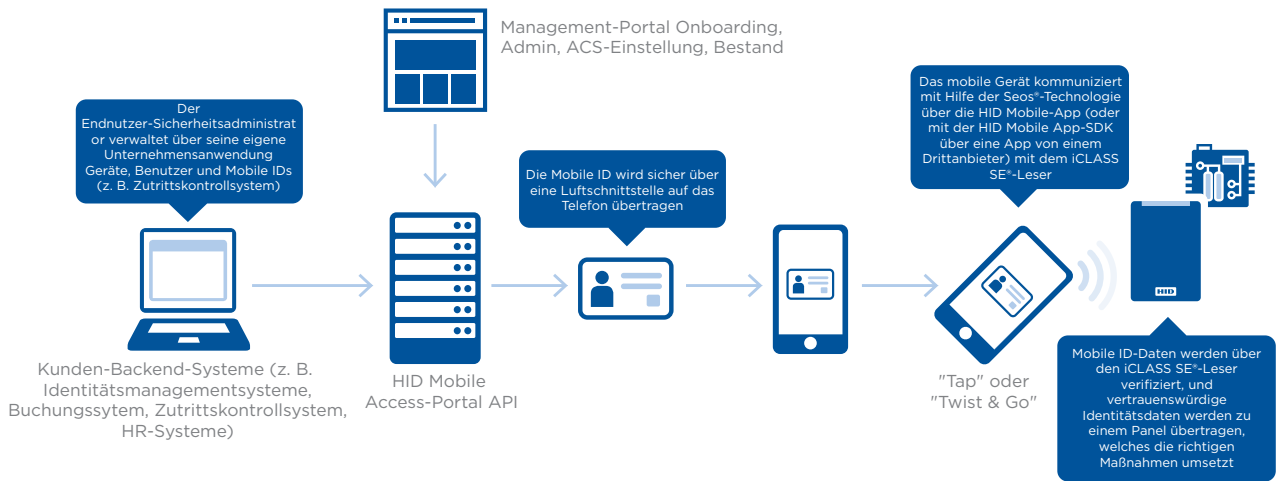 Management-Portal Onboarding,
Admin, ACS-Einstellung, Bestand
Der
Endnutzer-Sicherheitsadministrat
or verwaltet über seine eigene
Unternehmensanwendung
Geräte, Benutzer und Mobile IDs
(z. B. Zutrittskontrollsystem)
Die Mobile ID wird sicher über
eine Luftschnittstelle auf das
Telefon übertragen
Das mobile Gerät kommuniziert
mit Hilfe der Seos®-Technologie
über die HID Mobile-App (oder
mit der HID Mobile App-SDK
über eine App von einem
Drittanbieter) mit dem iCLASS
SE®-Leser
HID
Kunden-Backend-Systeme (z. B.
Identitätsmanagementsysteme,
Buchungssytem, Zutrittskontrollsystem,
HR-Systeme)
HID Mobile
Access-Portal API
"Tap" oder
"Twist & Go"
Mobile ID-Daten werden über
den iCLASS SE®-Leser
verifiziert, und
vertrauenswürdige
Identitätsdaten werden zu
einem Panel übertragen,
welches die richtigen
Maßnahmen umsetzt